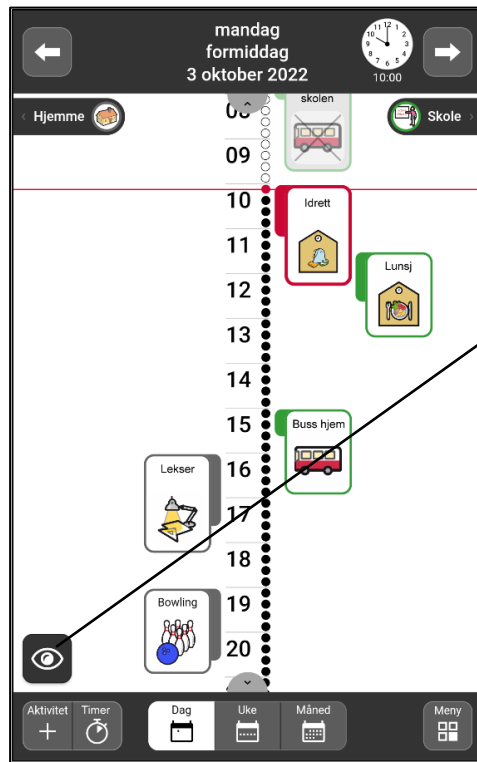 mandag
formiddag
3 oktober 2022
10:00
Hjemme
Skole
skolen
09
10
Idrett
11
Lunsj
12
13
14
15
Buss hjem
16
Lekser
17
18
19
Bowling
20
Aktivitet
Timer
Dag
Uke
Måned
Meny